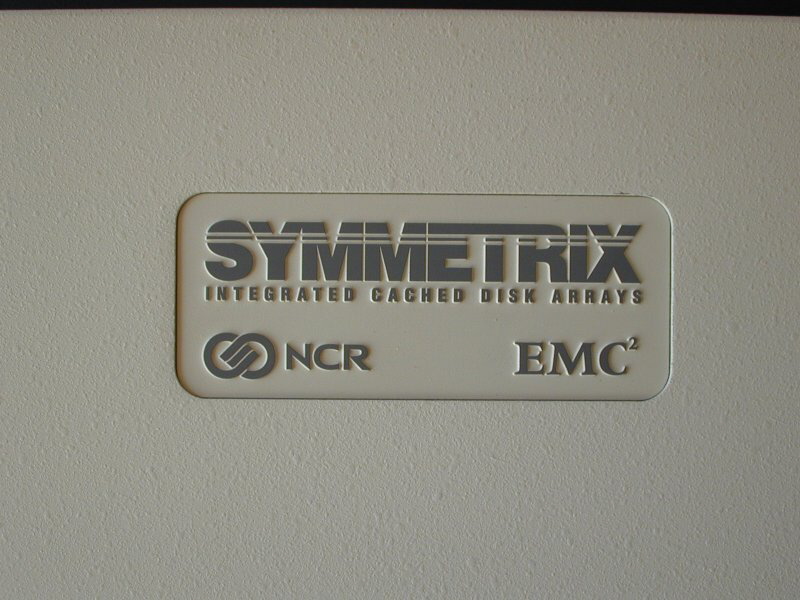 SYMMETRIX
INTEGRATED CACHED DISK ARRAYS
NCR EMC²